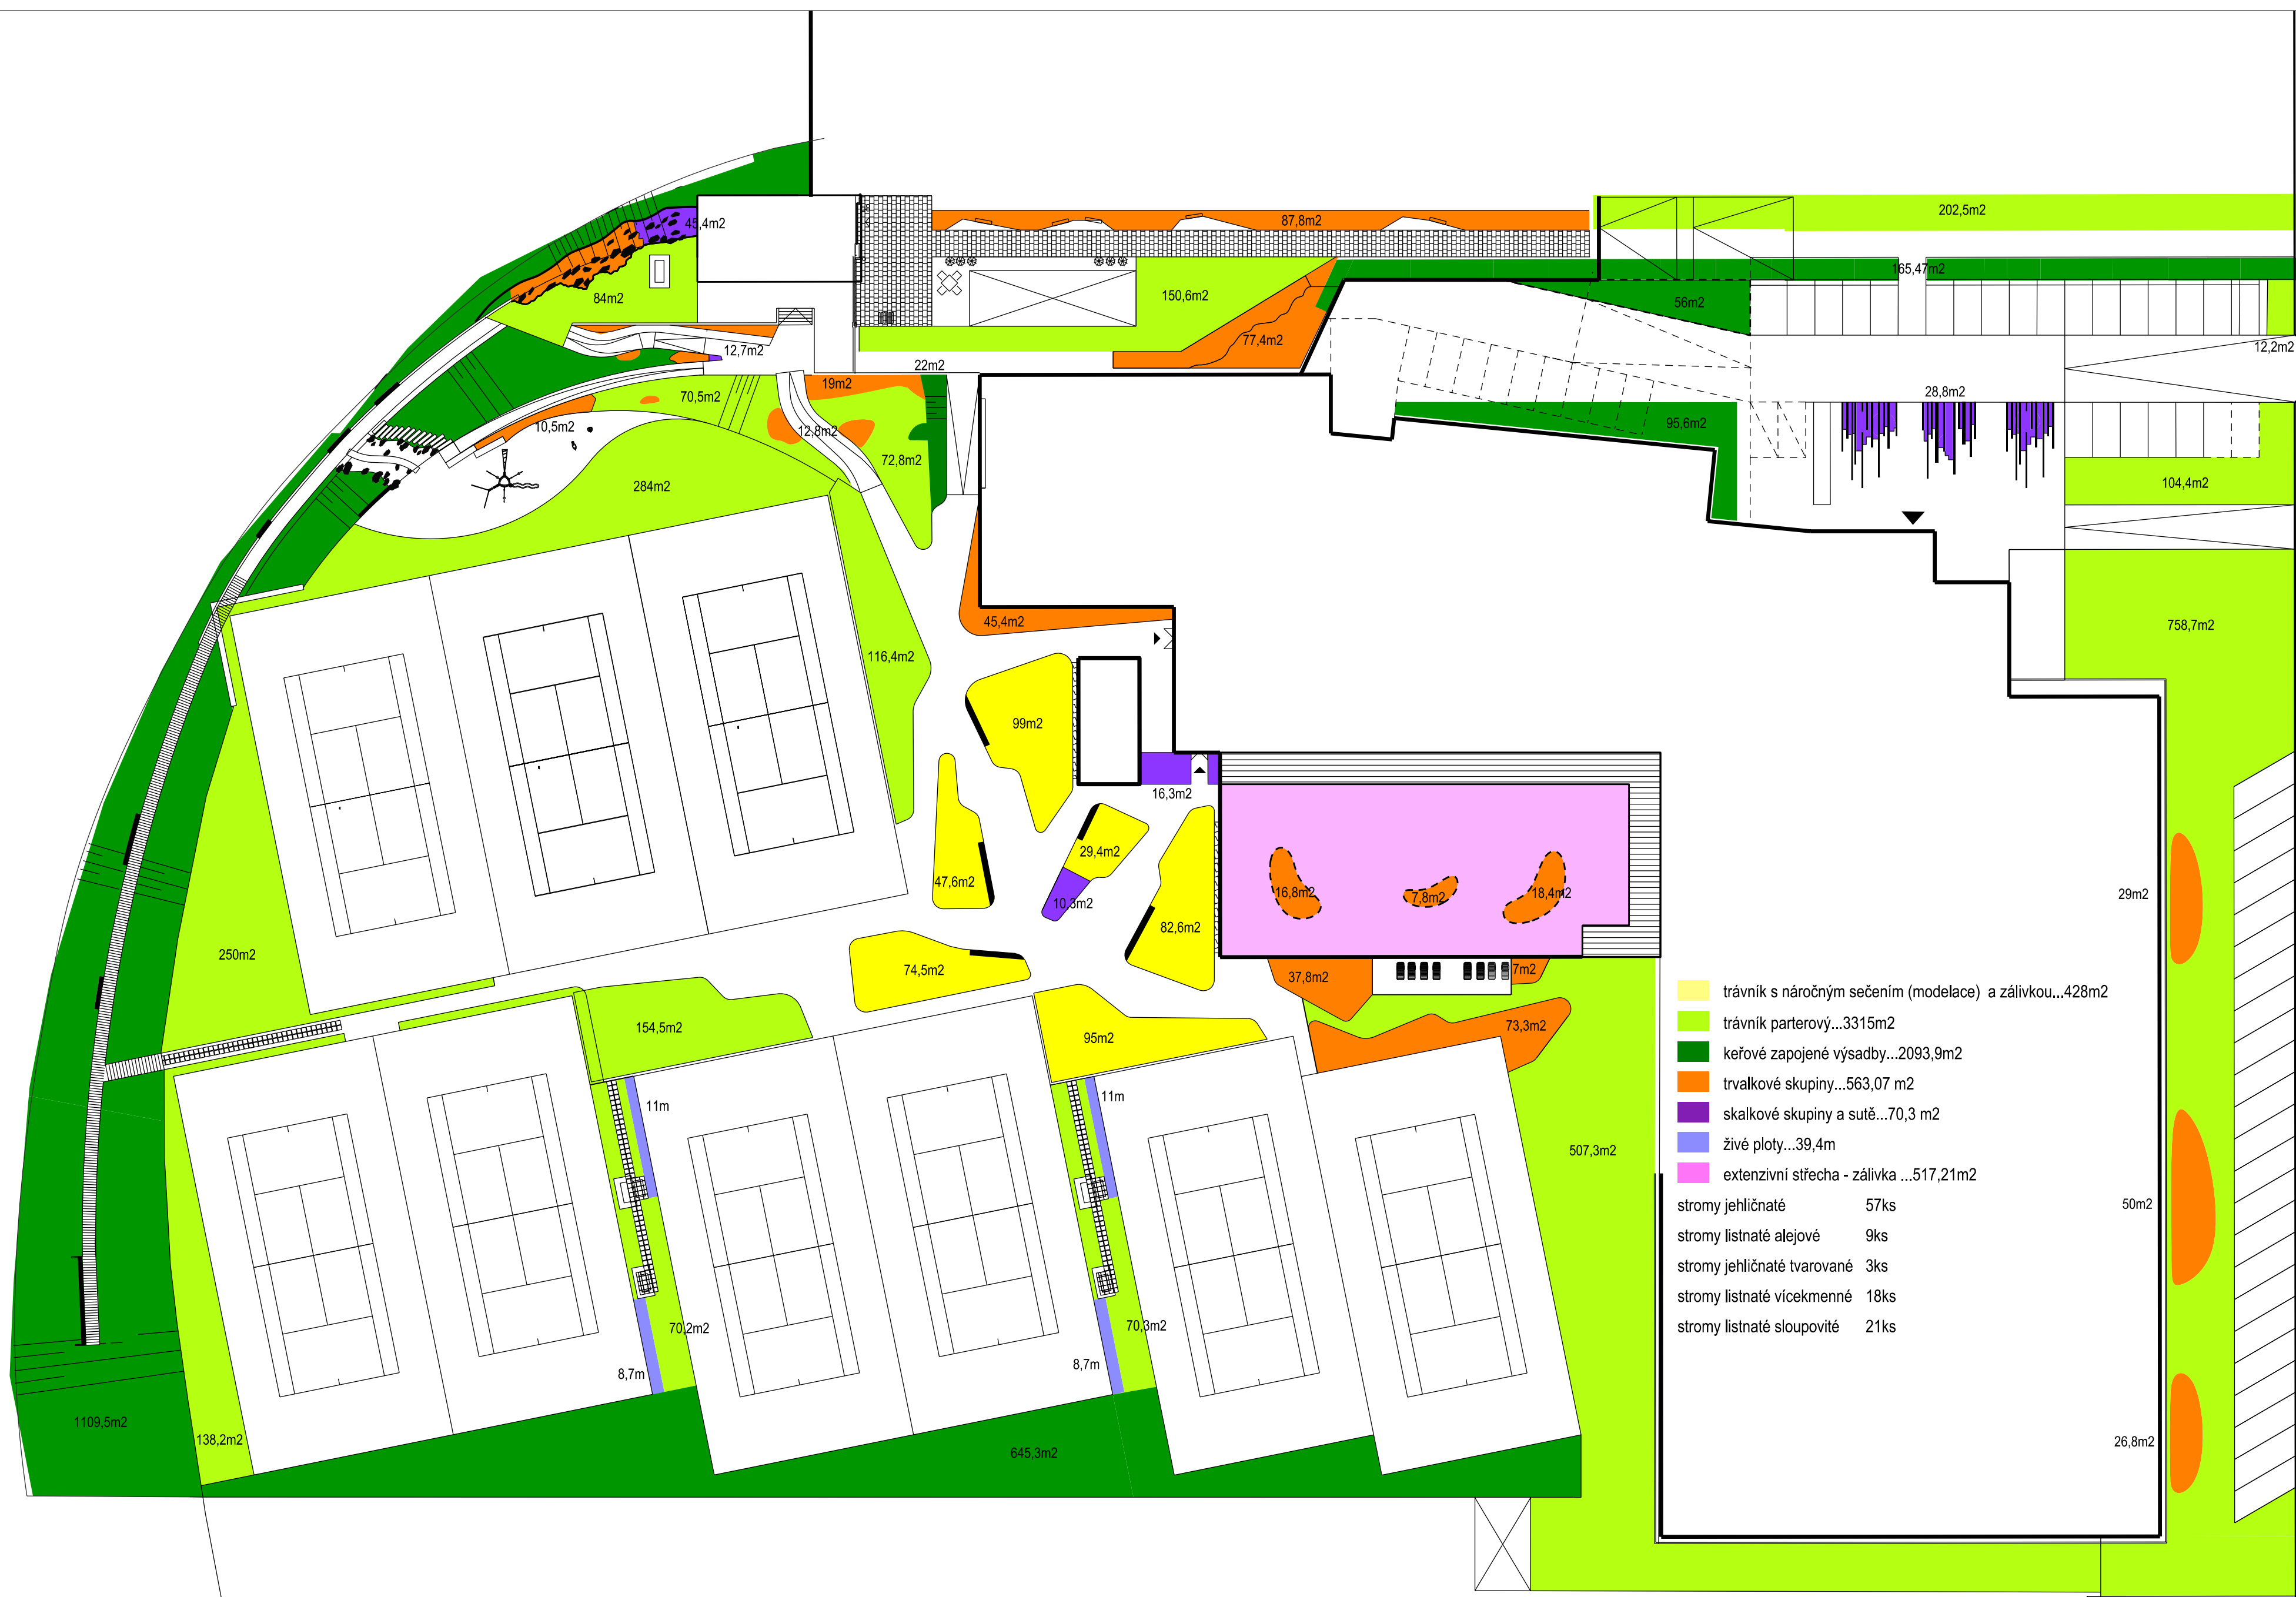 202,5m2
87,8m2
45,4m2
165,47m2
84m2
150,6m2
56m2
77,4m2
12,7m2
12,2m2
22m2
19m2
28,8m2
70,5m2
10,5m2
12,8m2
95,6m2
72,8m2
284m2
104,4m2
45,4m2
758,7m2
116,4m2
99m2
16,3m2
29,4m2
47,6m2
10,3m2
16,8m2
7,8m2
18,4m2
29m2
82,6m2
250m2
74,5m2
37,8m2
7m2
154,5m2
95m2
73,3m2
trávník s náročným sečením (modelace) a zálivkou...428m2
trávník parterový...3315m2
keřové zapojené výsadby...2093,9m2
trvalkové skupiny...563,07 m2
skalkové skupiny a sutě...70,3 m2
živé ploty...39,4m
extenzivní střecha - zálivka ...517,21m2
stromy jehličnaté 57ks
stromy listnaté alejové 9ks
stromy jehličnaté tvarované 3ks
stromy listnaté vícekmenné 18ks
stromy listnaté sloupovité 21ks
11m
11m
507,3m2
50m2
70,2m2
70,3m2
8,7m
8,7m
1109,5m2
138,2m2
645,3m2
26,8m2